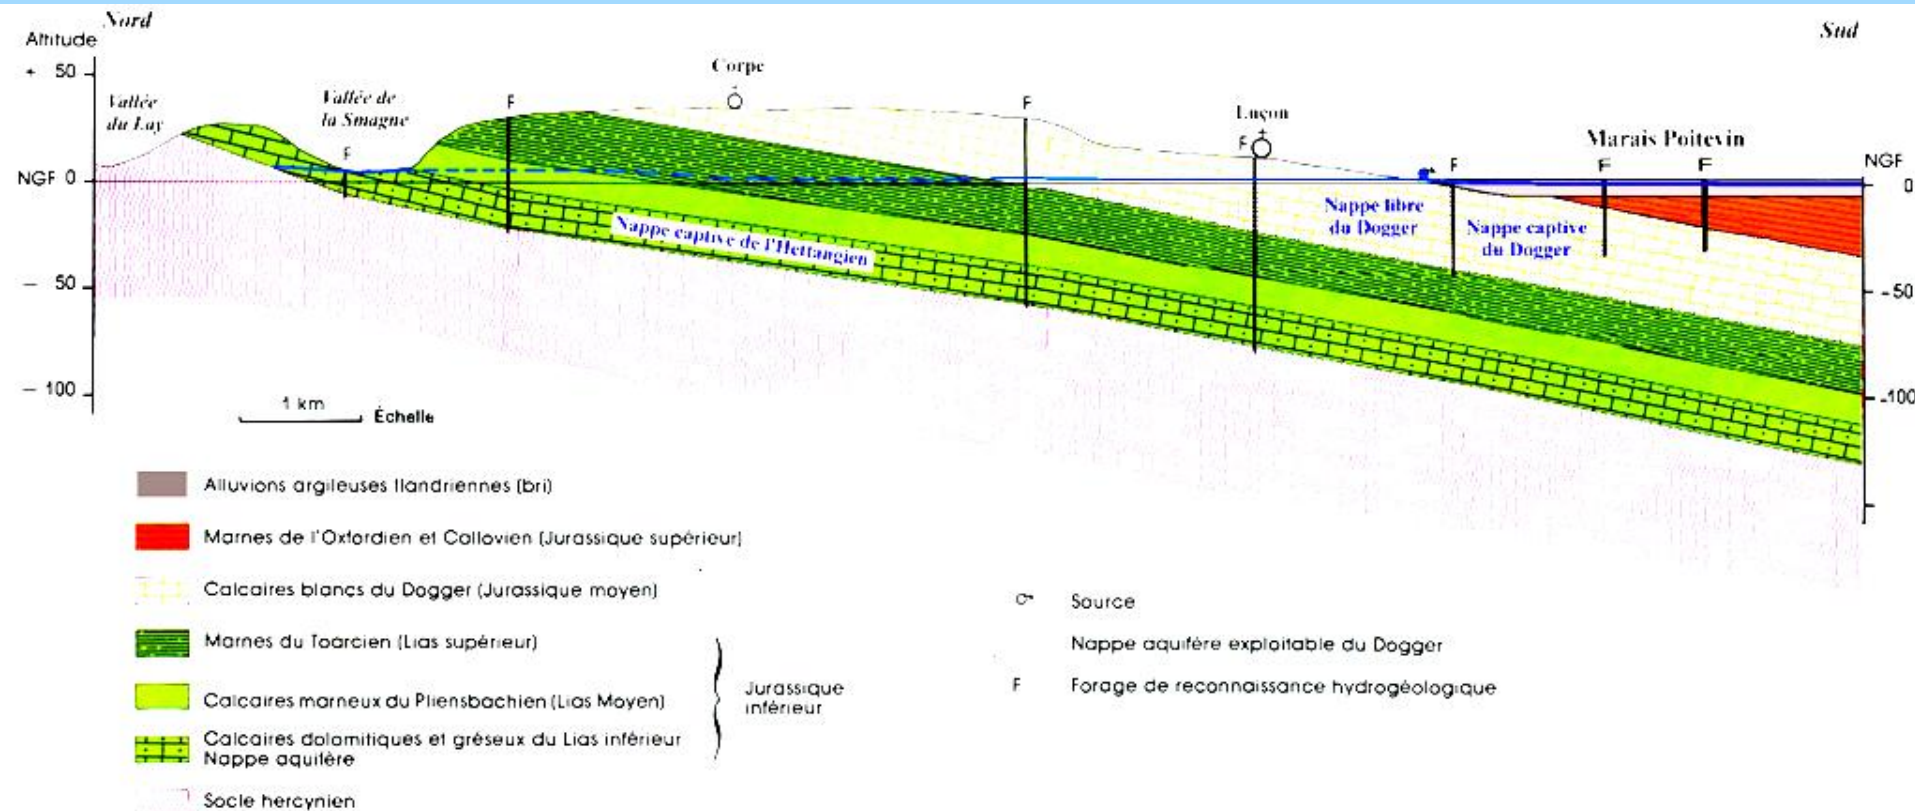 Nord
Sud
Altitude
+ 50
Vallée
du Lay
Vallée de
la Smagne
F
F
Corpe
F
Luçon
F
Marais Poitevin
F
F
F
NGF
NGF 0
0
Nappe libre
du Dogger
Nappe captive
du Dogger
Nappe captive de l'Hettangien
- 50
-50
- 100
-100
1 km
Échelle
Alluvions argileuses flandriennes (bri)
Marnes de l'Oxfordien et Callovien (Jurassique supérieur)
Calcaires blancs du Dogger (Jurassique moyen)
Marnes du Toarcien (Lias supérieur)
Calcaires marneux du Pliensbachien (Lias Moyen)
Calcaires dolomitiques et gréseux du Lias inférieur
Nappe aquifère
Socle hercynien
Jurassique
inférieur
Source
Nappe aquifère exploitable du Dogger
F Forage de reconnaissance hydrogéologique